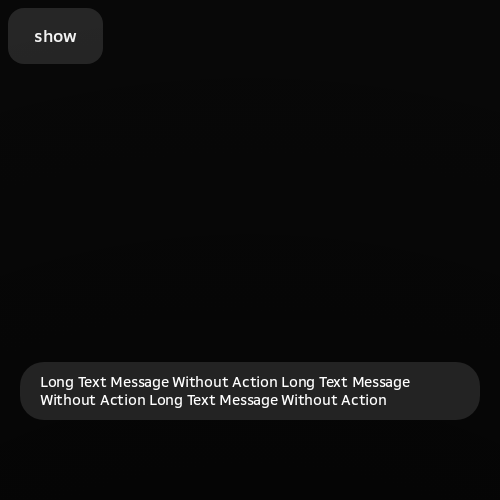 show
Long Text Message Without Action Long Text Message
Without Action Long Text Message Without Action